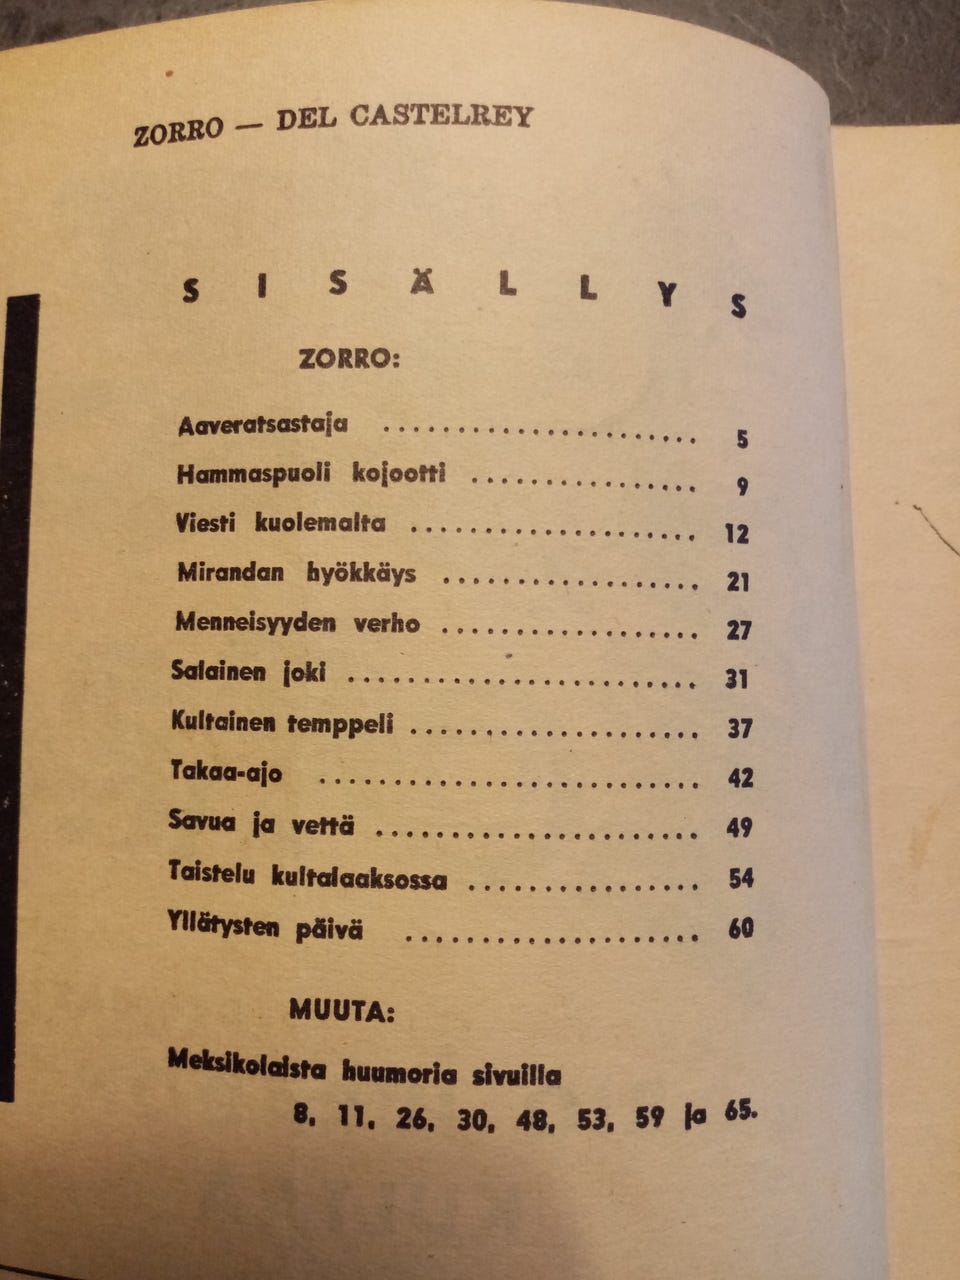 ZORRO — DEL CASTELREY
SISÄLLYS
ZORRO:
Aaveratsastaja ..................... 5
Hammaspuoli kojootti ............... 9
Viesti kuolemalta ................... 12
Mirandan hyökkäys ................. 21
Menneisyyden verho ................. 27
Salainen joki ....................... 31
Kultainen temppeli ................... 37
Takaa-ajo ......................... 42
Savua ja vettä ..................... 49
Taistelu kultalaaksossa ............... 54
Yllätysten päivä ................... 60
MUUTA:
Meksikolaista huumoria sivuilla
8, 11, 26, 30, 48, 53, 59 ja 65.